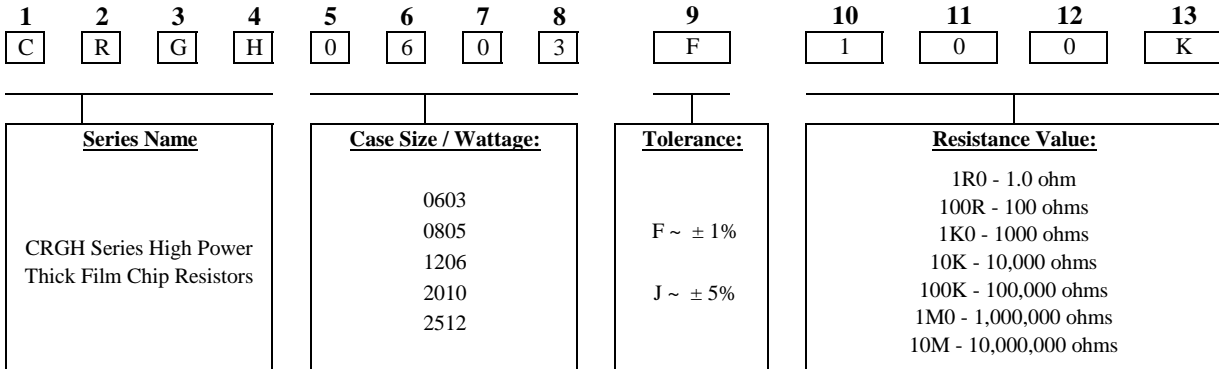 1 2 3 4 5 6 7 8 9 10 11 12 13
C R G H 0 6 0 3 F 1 0 0 K
Series Name
CRGH Series High Power
Thick Film Chip Resistors
Case Size / Wattage:
0603
0805
1206
2010
2512
Tolerance:
F ~ ± 1%
J ~ ± 5%
Resistance Value:
1R0 - 1.0 ohm
100R - 100 ohms
1K0 - 1000 ohms
10K - 10,000 ohms
100K - 100,000 ohms
1M0 - 1,000,000 ohms
10M - 10,000,000 ohms